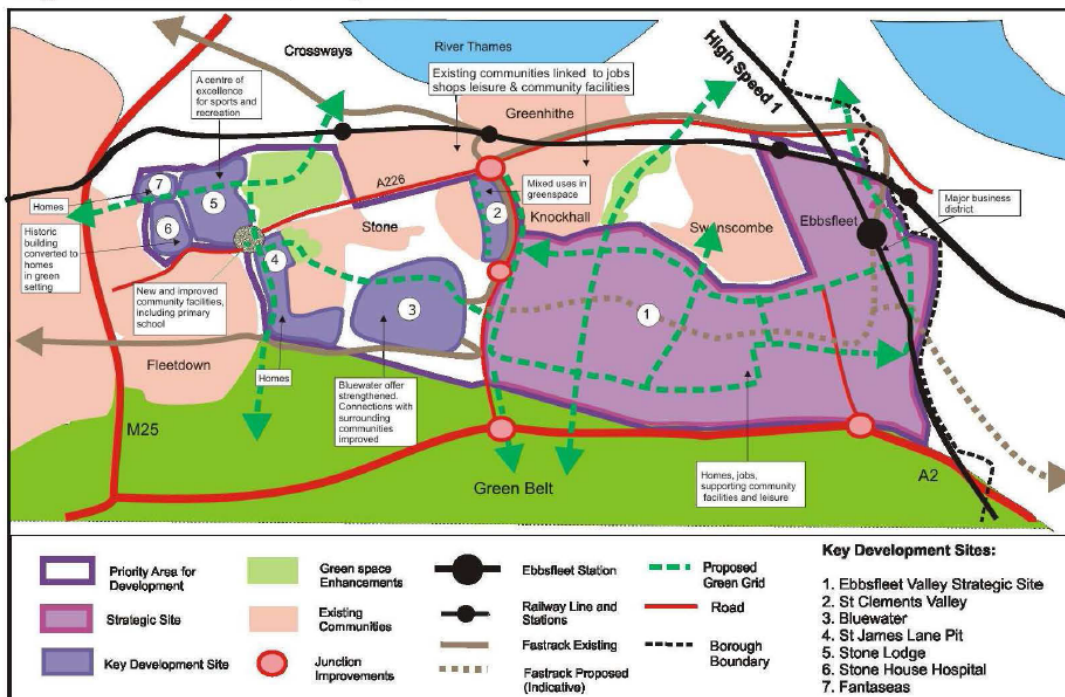 Crossways
River Thames
High Speed 1
A centre of
excellence
for sports and
recreation
Existing communities linked to jobs
shops leisure & community facilities
Greenhithe
7
Homes
5
A226
Mixed uses in
greenspace
2
Knockhall
Stone
Swanscombe
Ebbsfleet
Major business
district
Historic
building
converted to
homes
in green
setting
6
4
New and improved
community facilities,
including primary
school
3
1
Fleetdown
Homes
Bluewater offer
strengthened.
Connections with
surrounding
communities
improved
M25
Green Belt
Homes, jobs,
supporting community
facilities and leisure
A2
Priority Area for
Development
Strategic Site
Key Development Site
Green space
Enhancements
Existing
Communities
Junction
Improvements
Ebbsfleet Station
Railway Line and
Stations
Fastrack Existing
Fastrack Proposed
(Indicative)
Proposed
Green Grid
Road
Borough
Boundary
Key Development Sites:
1. Ebbsfleet Valley Strategic Site
2. St Clements Valley
3. Bluewater
4. St James Lane Pit
5. Stone Lodge
6. Stone House Hospital
7. Fantaseas